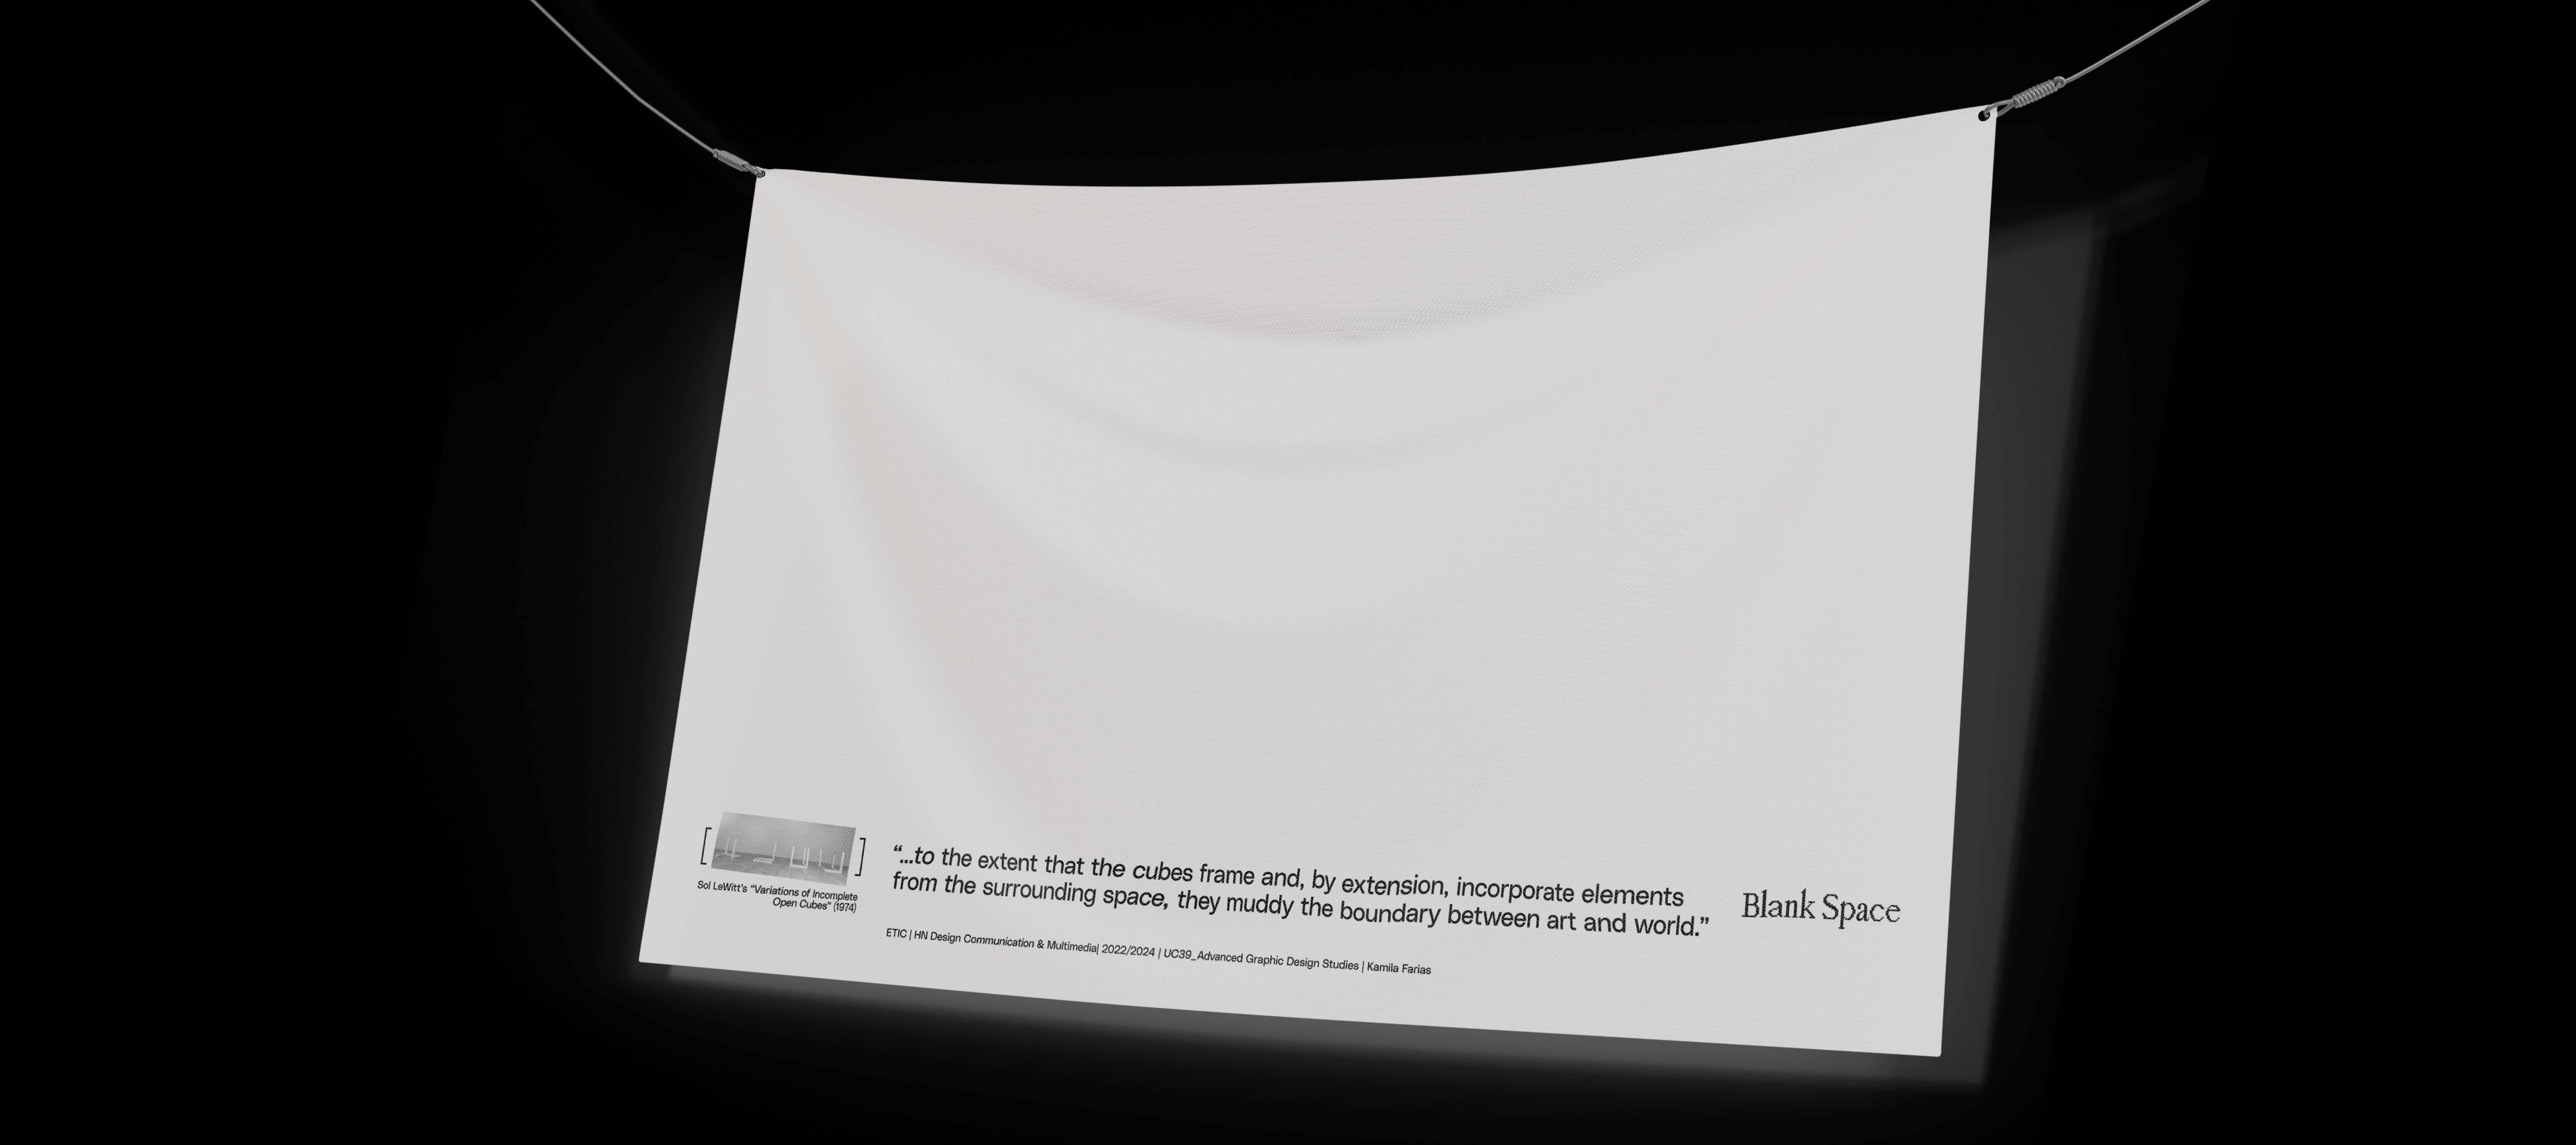 [ ]
Sol LeWitt's "Variations of Incomplete
Open Cubes" (1974)
“...to the extent that the cubes frame and, by extension, incorporate elements
from the surrounding space, they muddy the boundary between art and world.”
Blank Space
ETIC | HN Design Communication & Multimedia| 2022/2024 | UC39_Advanced Graphic Design Studies | Kamila Farias